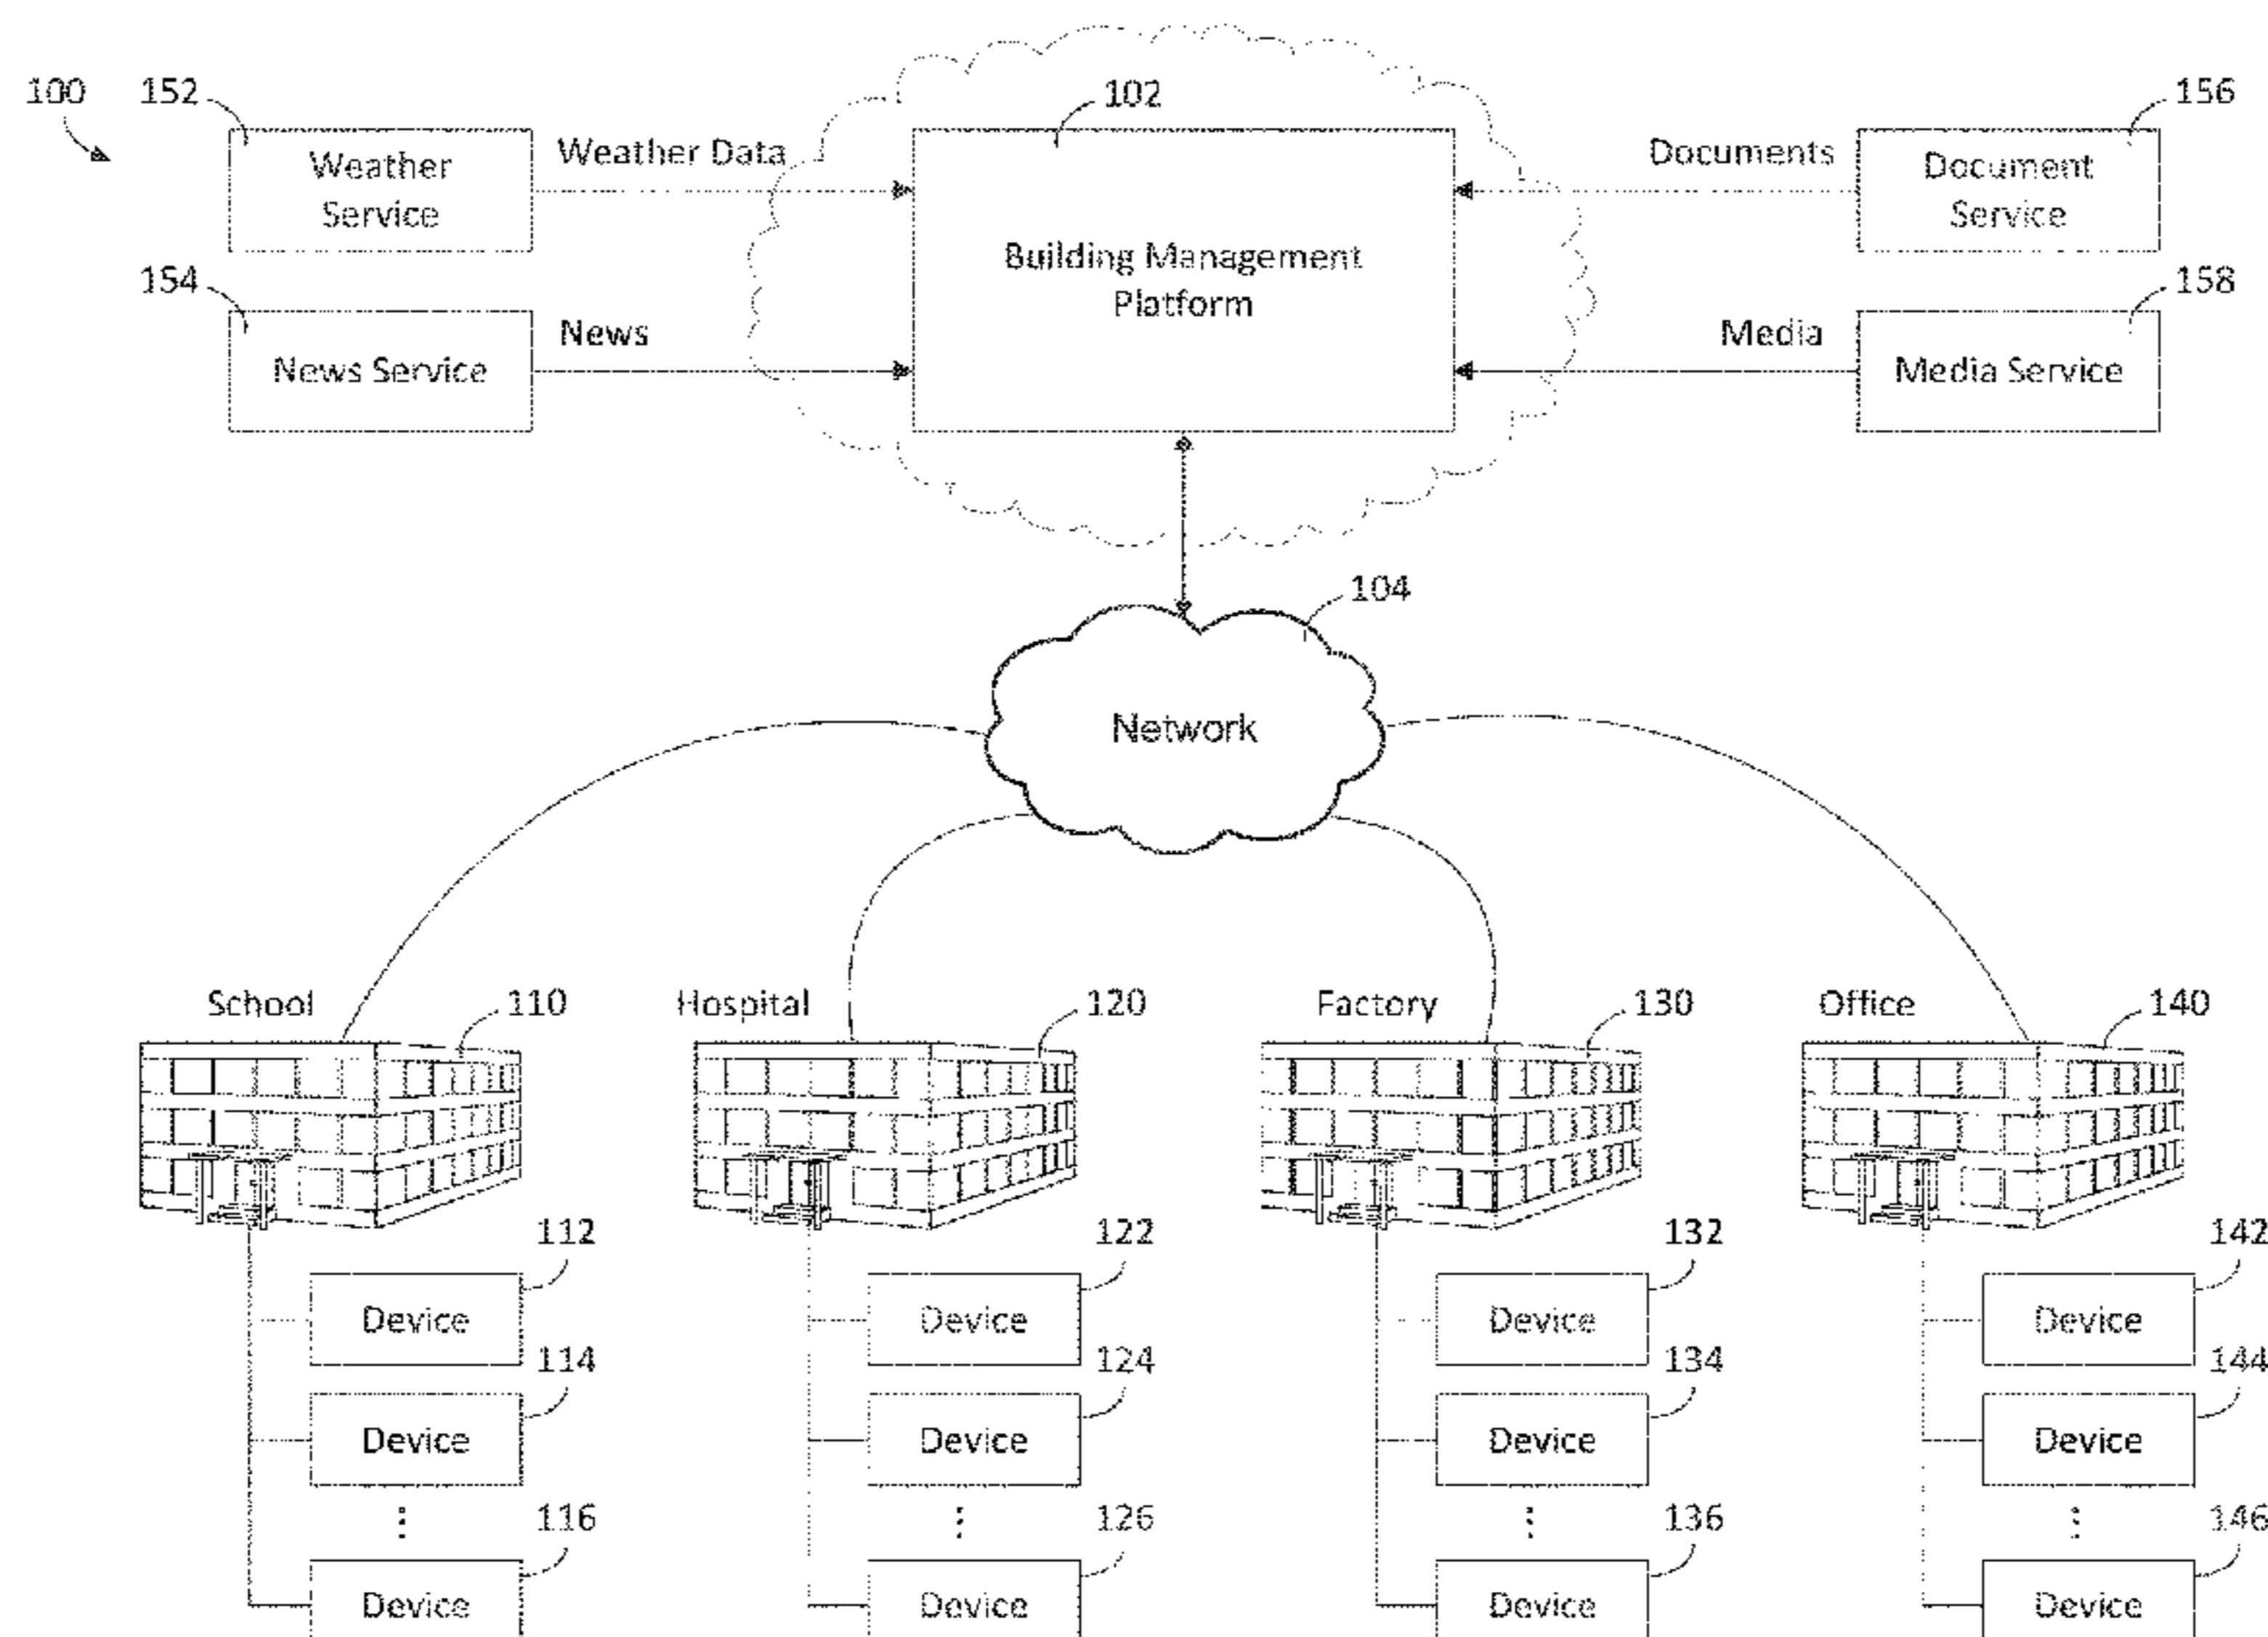 100
152
102
156
Weather
Service
Weather Data
Documents
Document
Service
Building Management
Platform
154
158
News Service
News
Media
Media Service
104
Network
School
110
Hospital
120
Factory
130
Office
140
112
122
132
142
Device
Device
Device
Device
114
124
134
144
Device
Device
Device
Device
⋮
⋮
⋮
⋮
116
126
136
146
Device
Device
Device
Device